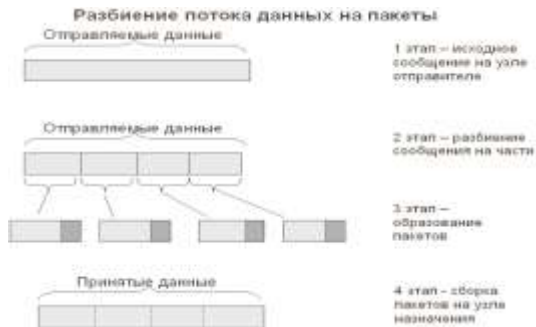 Разбиение потока данных на пакеты
Отправляемые данные
1 этап – исходное
сообщение на узле
отправителе
Отправляемые данные
2 этап – разбиение
сообщения на части
3 этап –
образование
пакетов
Принятые данные
4 этап – сборка
пакетов на узле
назначения